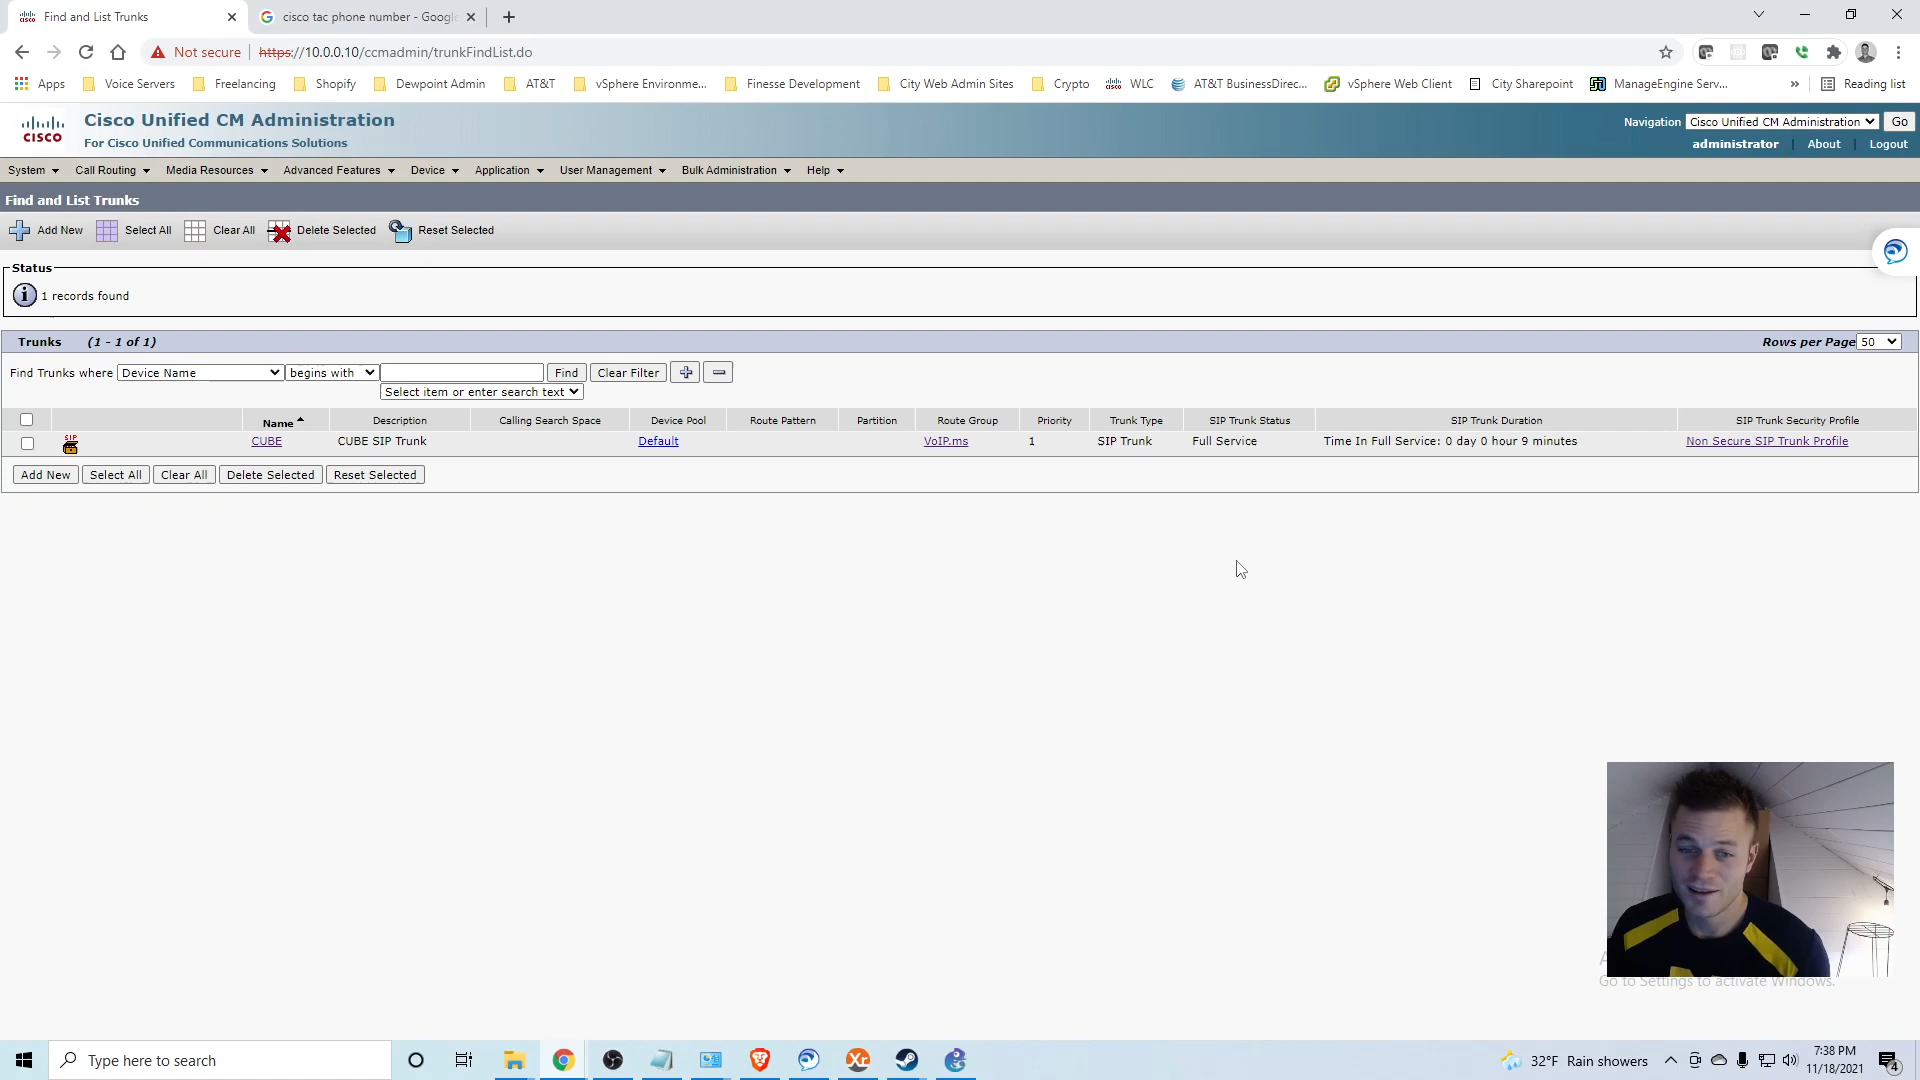 Find and List Trunks
cisco tac phone number - Google
Not secure https://10.0.0.10/ccmadmin/trunkFindList.do
Apps Voice Servers Freelancing Shopify Dewpoint Admin AT&T vSphere Environme... Finesse Development City Web Admin Sites Crypto WLC AT&T BusinessDirec... vSphere Web Client City Sharepoint ManageEngine Serv... » Reading list
CISCO
Cisco Unified CM Administration
For Cisco Unified Communications Solutions
Navigation Cisco Unified CM Administration Go
administrator | About | Logout
System Call Routing Media Resources Advanced Features Device Application User Management Bulk Administration Help
Find and List Trunks
Add New Select All Clear All Delete Selected Reset Selected
Status
1 records found
Trunks (1 - 1 of 1) Rows per Page 50
Find Trunks where Device Name begins with Find Clear Filter
Select item or enter search text
Name Description Calling Search Space Device Pool Route Pattern Partition Route Group Priority Trunk Type SIP Trunk Status SIP Trunk Duration SIP Trunk Security Profile
SIP CUBE CUBE SIP Trunk Default VoIP.ms 1 SIP Trunk Full Service Time In Full Service: 0 day 0 hour 9 minutes Non Secure SIP Trunk Profile
Add New Select All Clear All Delete Selected Reset Selected
Go to Settings to activate Windows.
Type here to search
Xr
32°F Rain showers
7:38 PM
11/18/2021
4